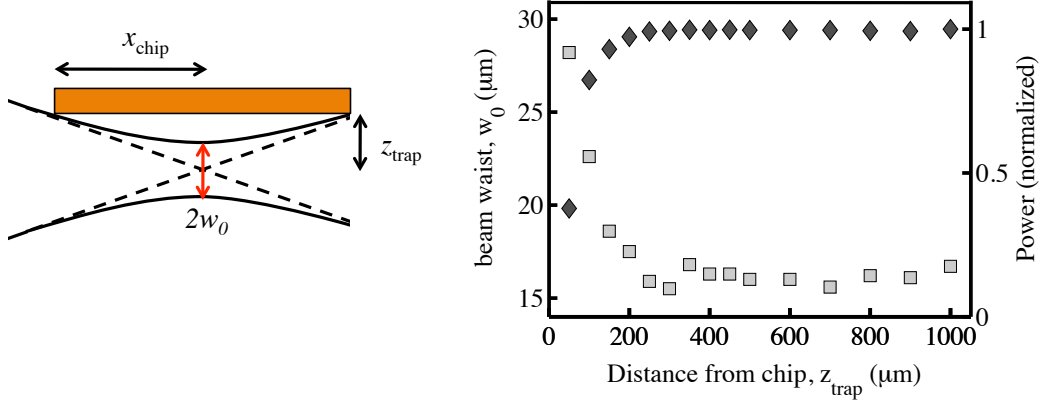 x_chip
z_trap
2w_0
beam waist, w_0 (μm)
30
25
20
15
0
200
400
600
800
1000
Distance from chip, z_trap (μm)
1
0.5
0
Power (normalized)